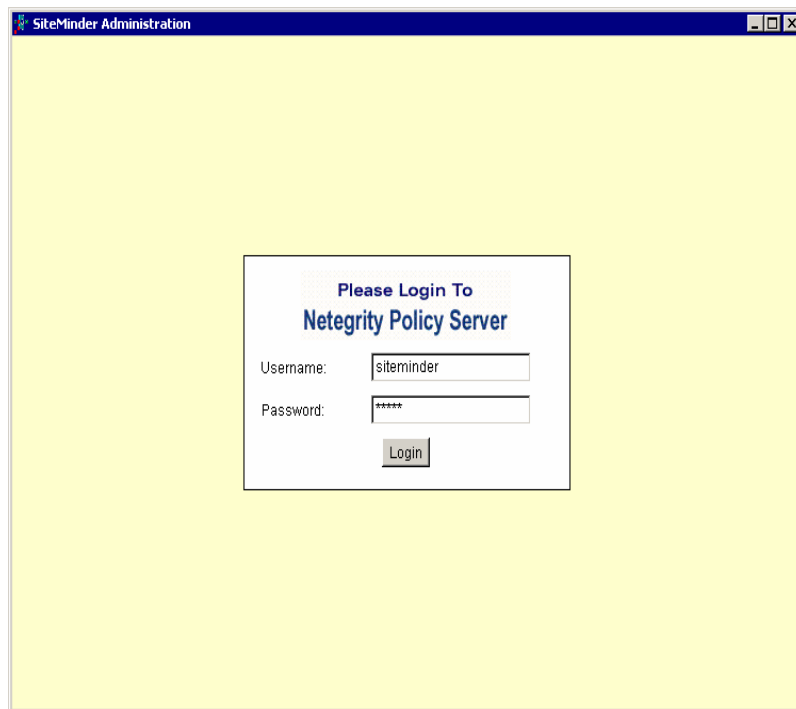 SiteMinder Administration
Please Login To
Netegrity Policy Server
Username: siteminder
Password: *****
Login